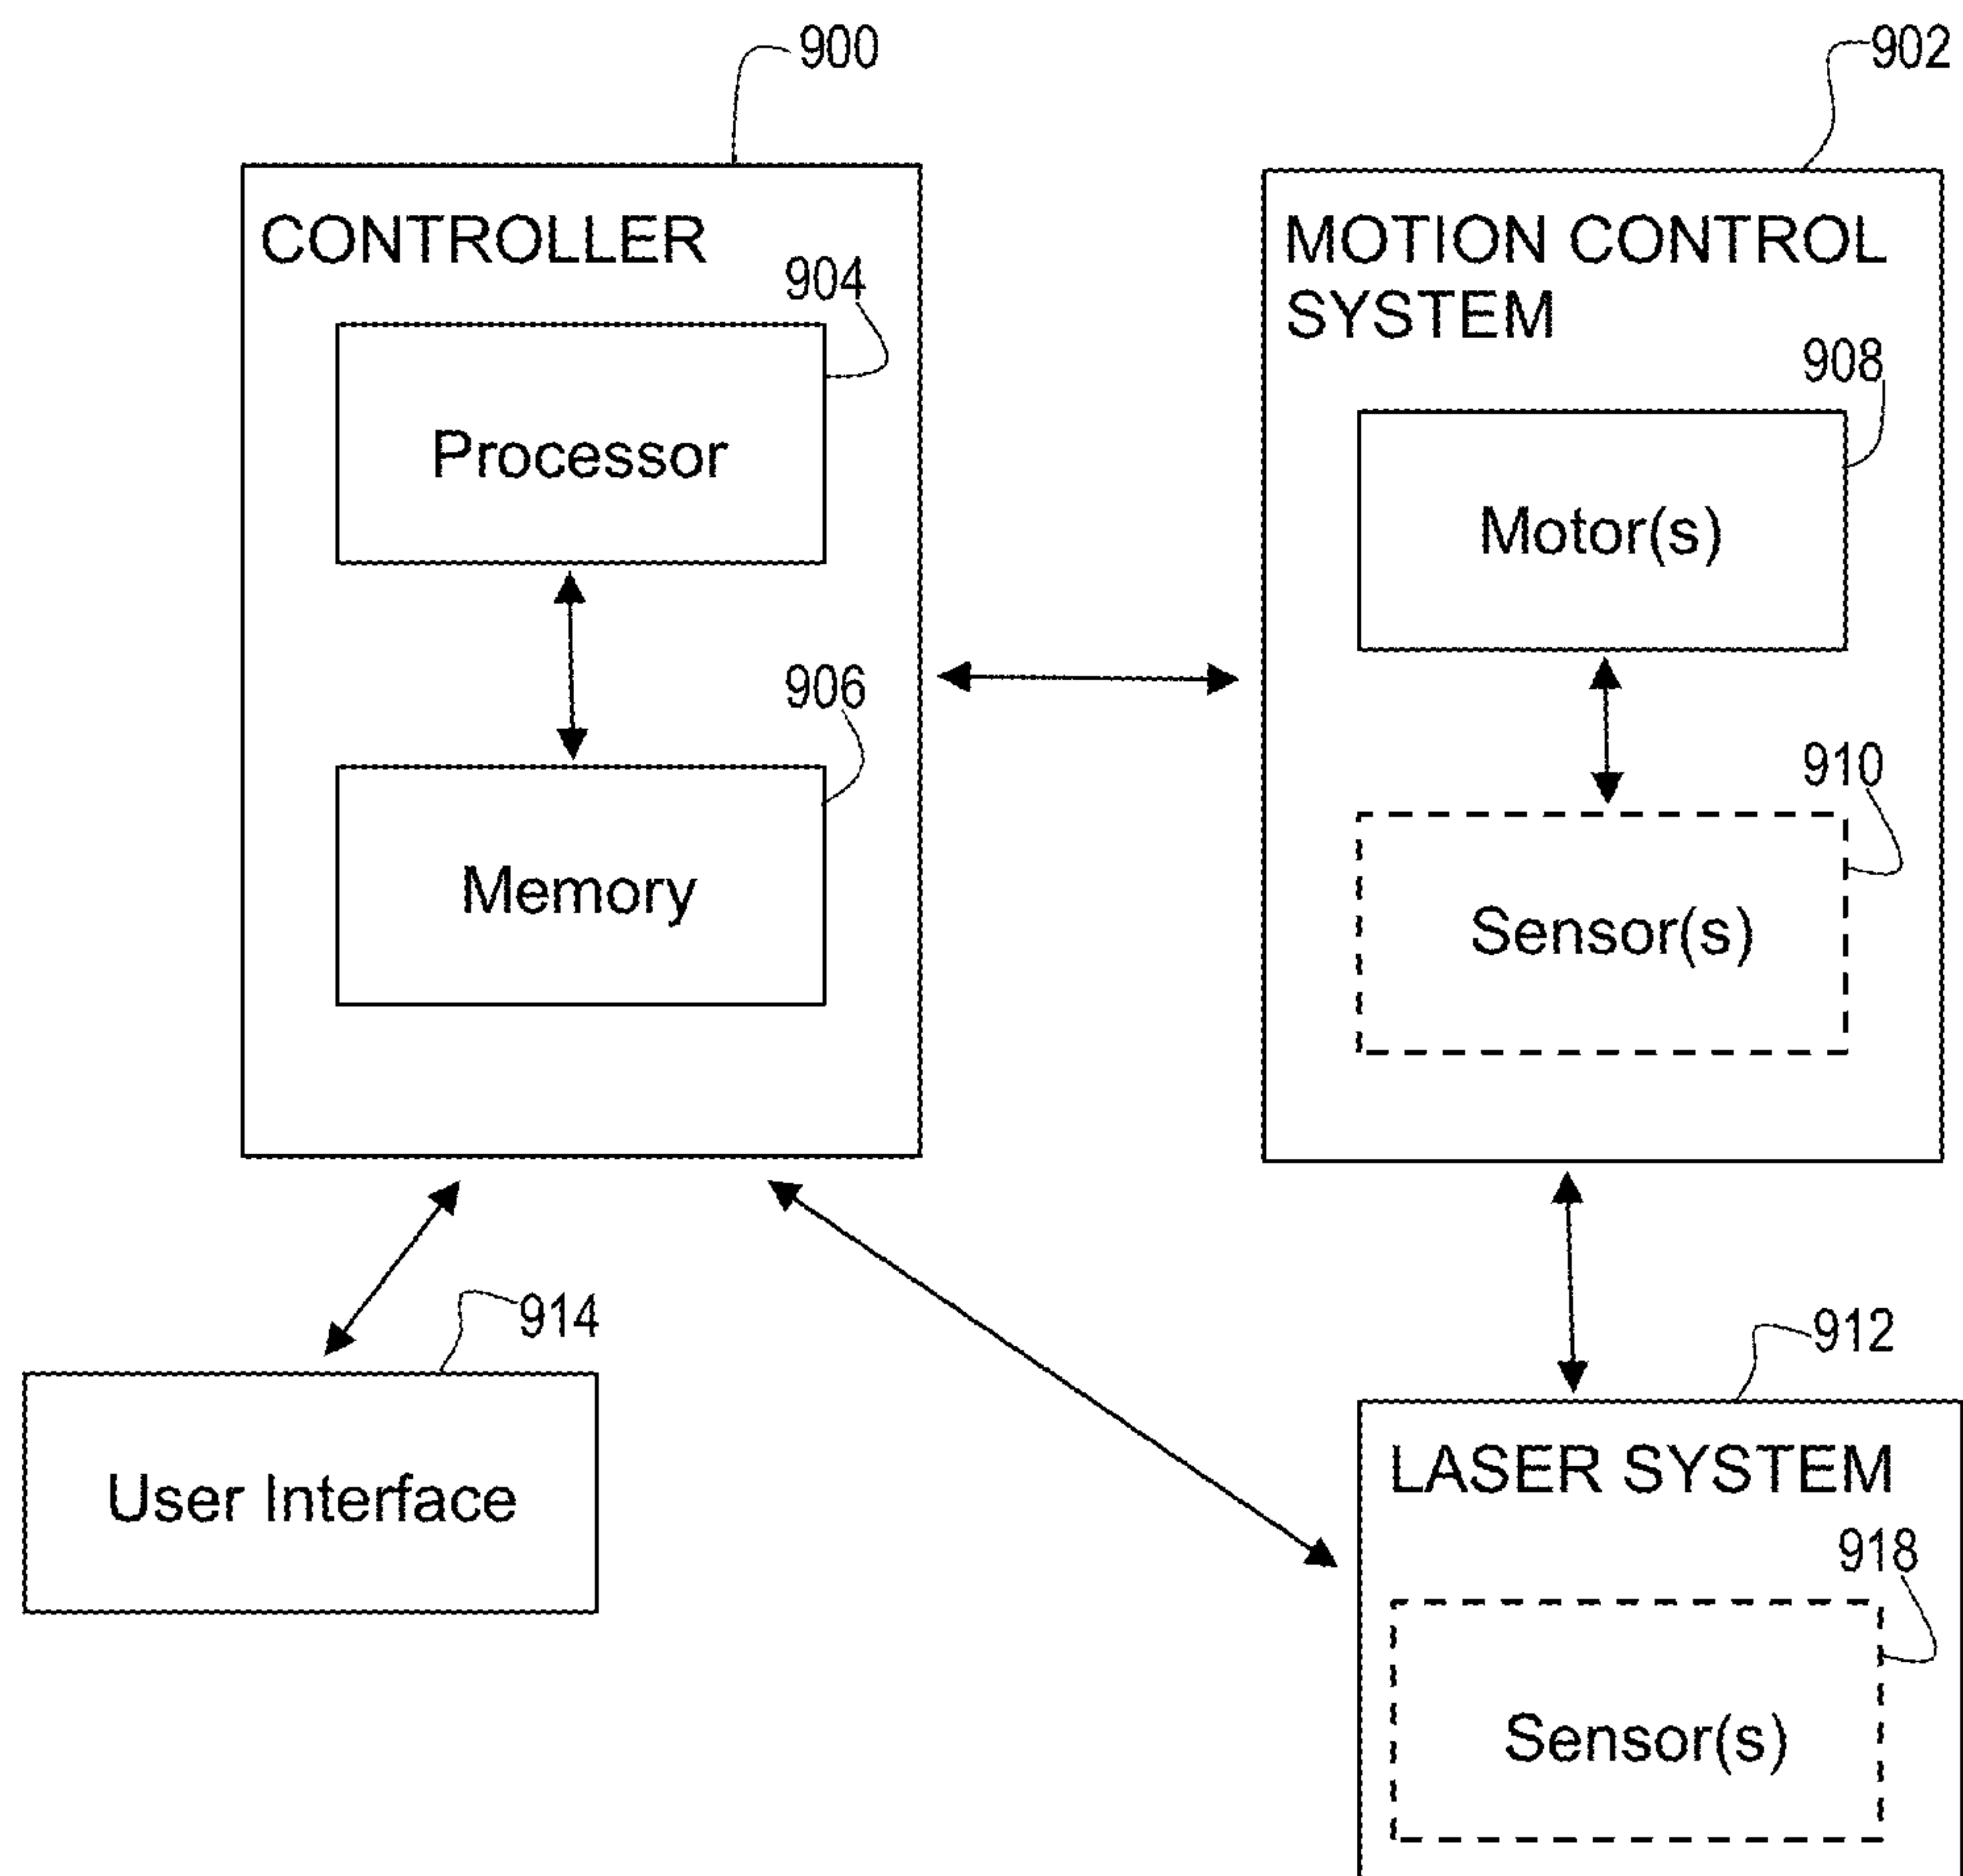 900
902
CONTROLLER
904
Processor
906
Memory
MOTION CONTROL
SYSTEM
908
Motor(s)
910
Sensor(s)
914
User Interface
912
LASER SYSTEM
918
Sensor(s)